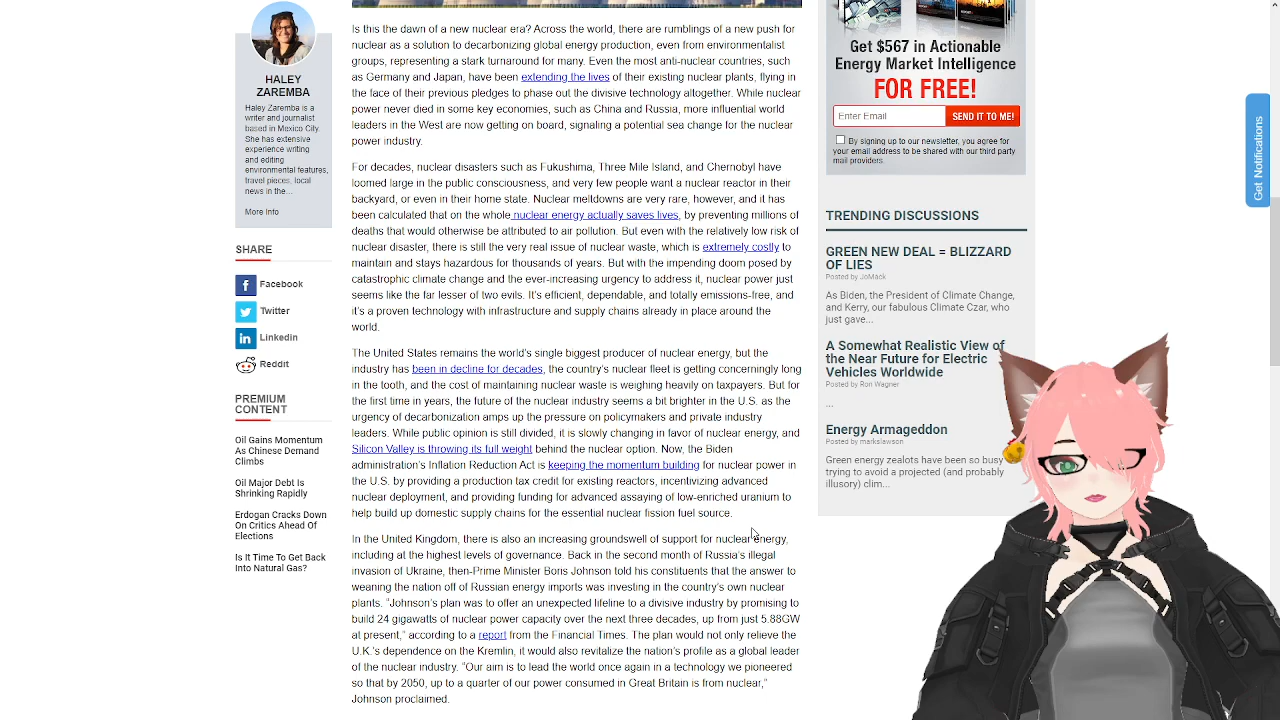 HALEY
ZAREMBA
Haley Zaremba is a
writer and journalist
based in Mexico City.
She has extensive
experience writing
and editing
environmental features,
travel pieces, local
news in the…
More Info
SHARE
Facebook
Twitter
Linkedin
Reddit
PREMIUM
CONTENT
Oil Gains Momentum
As Chinese Demand
Climbs
Oil Major Debt Is
Shrinking Rapidly
Erdogan Cracks Down
On Critics Ahead Of
Elections
Is It Time To Get Back
Into Natural Gas?
Is this the dawn of a new nuclear era? Across the world, there are rumblings of a new push for
nuclear as a solution to decarbonizing global energy production, even from environmentalist
groups, representing a stark turnaround for many. Even the most anti-nuclear countries, such
as Germany and Japan, have been extending the lives of their existing nuclear plants, flying in
the face of their previous pledges to phase out the divisive technology altogether. While nuclear
power never died in some key economies, such as China and Russia, more influential world
leaders in the West are now getting on board, signaling a potential sea change for the nuclear
power industry.
For decades, nuclear disasters such as Fukushima, Three Mile Island, and Chernobyl have
loomed large in the public consciousness, and very few people want a nuclear reactor in their
backyard, or even in their home state. Nuclear meltdowns are very rare, however, and it has
been calculated that on the whole nuclear energy actually saves lives, by preventing millions of
deaths that would otherwise be attributed to air pollution. But even with the relatively low risk of
nuclear disaster, there is still the very real issue of nuclear waste, which is extremely costly to
maintain and stays hazardous for thousands of years. But with the impending doom posed by
catastrophic climate change and the ever-increasing urgency to address it, nuclear power just
seems like the far lesser of two evils. It's efficient, dependable, and totally emissions-free, and
it's a proven technology with infrastructure and supply chains already in place around the
world.
The United States remains the world's single biggest producer of nuclear energy, but the
industry has been in decline for decades, the country's nuclear fleet is getting concerningly long
in the tooth, and the cost of maintaining nuclear waste is weighing heavily on taxpayers. But for
the first time in years, the future of the nuclear industry seems a bit brighter in the U.S. as the
urgency of decarbonization amps up the pressure on policymakers and private industry
leaders. While public opinion is still divided, it is slowly changing in favor of nuclear energy, and
Silicon Valley is throwing its full weight behind the nuclear option. Now, the Biden
administration's Inflation Reduction Act is keeping the momentum building for nuclear power in
the U.S. by providing a production tax credit for existing reactors, incentivizing advanced
nuclear deployment, and providing funding for advanced assaying of low-enriched uranium to
help build up domestic supply chains for the essential nuclear fission fuel source.
In the United Kingdom, there is also an increasing groundswell of support for nuclear energy,
including at the highest levels of governance. Back in the second month of Russia's illegal
invasion of Ukraine, then-Prime Minister Boris Johnson told his constituents that the answer to
weaning the nation off of Russian energy imports was investing in the country's own nuclear
plants. “Johnson's plan was to offer an unexpected lifeline to a divisive industry by promising to
build 24 gigawatts of nuclear power capacity over the next three decades, up from just 5.88GW
at present,” according to a report from the Financial Times. The plan would not only relieve the
U.K.'s dependence on the Kremlin, it would also revitalize the nation's profile as a global leader
of the nuclear industry. “Our aim is to lead the world once again in a technology we pioneered
so that by 2050, up to a quarter of our power consumed in Great Britain is from nuclear,”
Johnson proclaimed.
Get $567 in Actionable
Energy Market Intelligence
FOR FREE!
Enter Email
SEND IT TO ME!
By signing up to our newsletter, you agree for
your email address to be shared with our third party
mail providers.
TRENDING DISCUSSIONS
GREEN NEW DEAL = BLIZZARD
OF LIES
Posted by JoMack
As Biden, the President of Climate Change,
and Kerry, our fabulous Climate Czar, who
just gave...
A Somewhat Realistic View of
the Near Future for Electric
Vehicles Worldwide
Posted by Ron Wagner
...
Energy Armageddon
Posted by markslawson
Green energy zealots have been so busy
trying to avoid a projected (and probably
illusory) clim...
Get Notifications